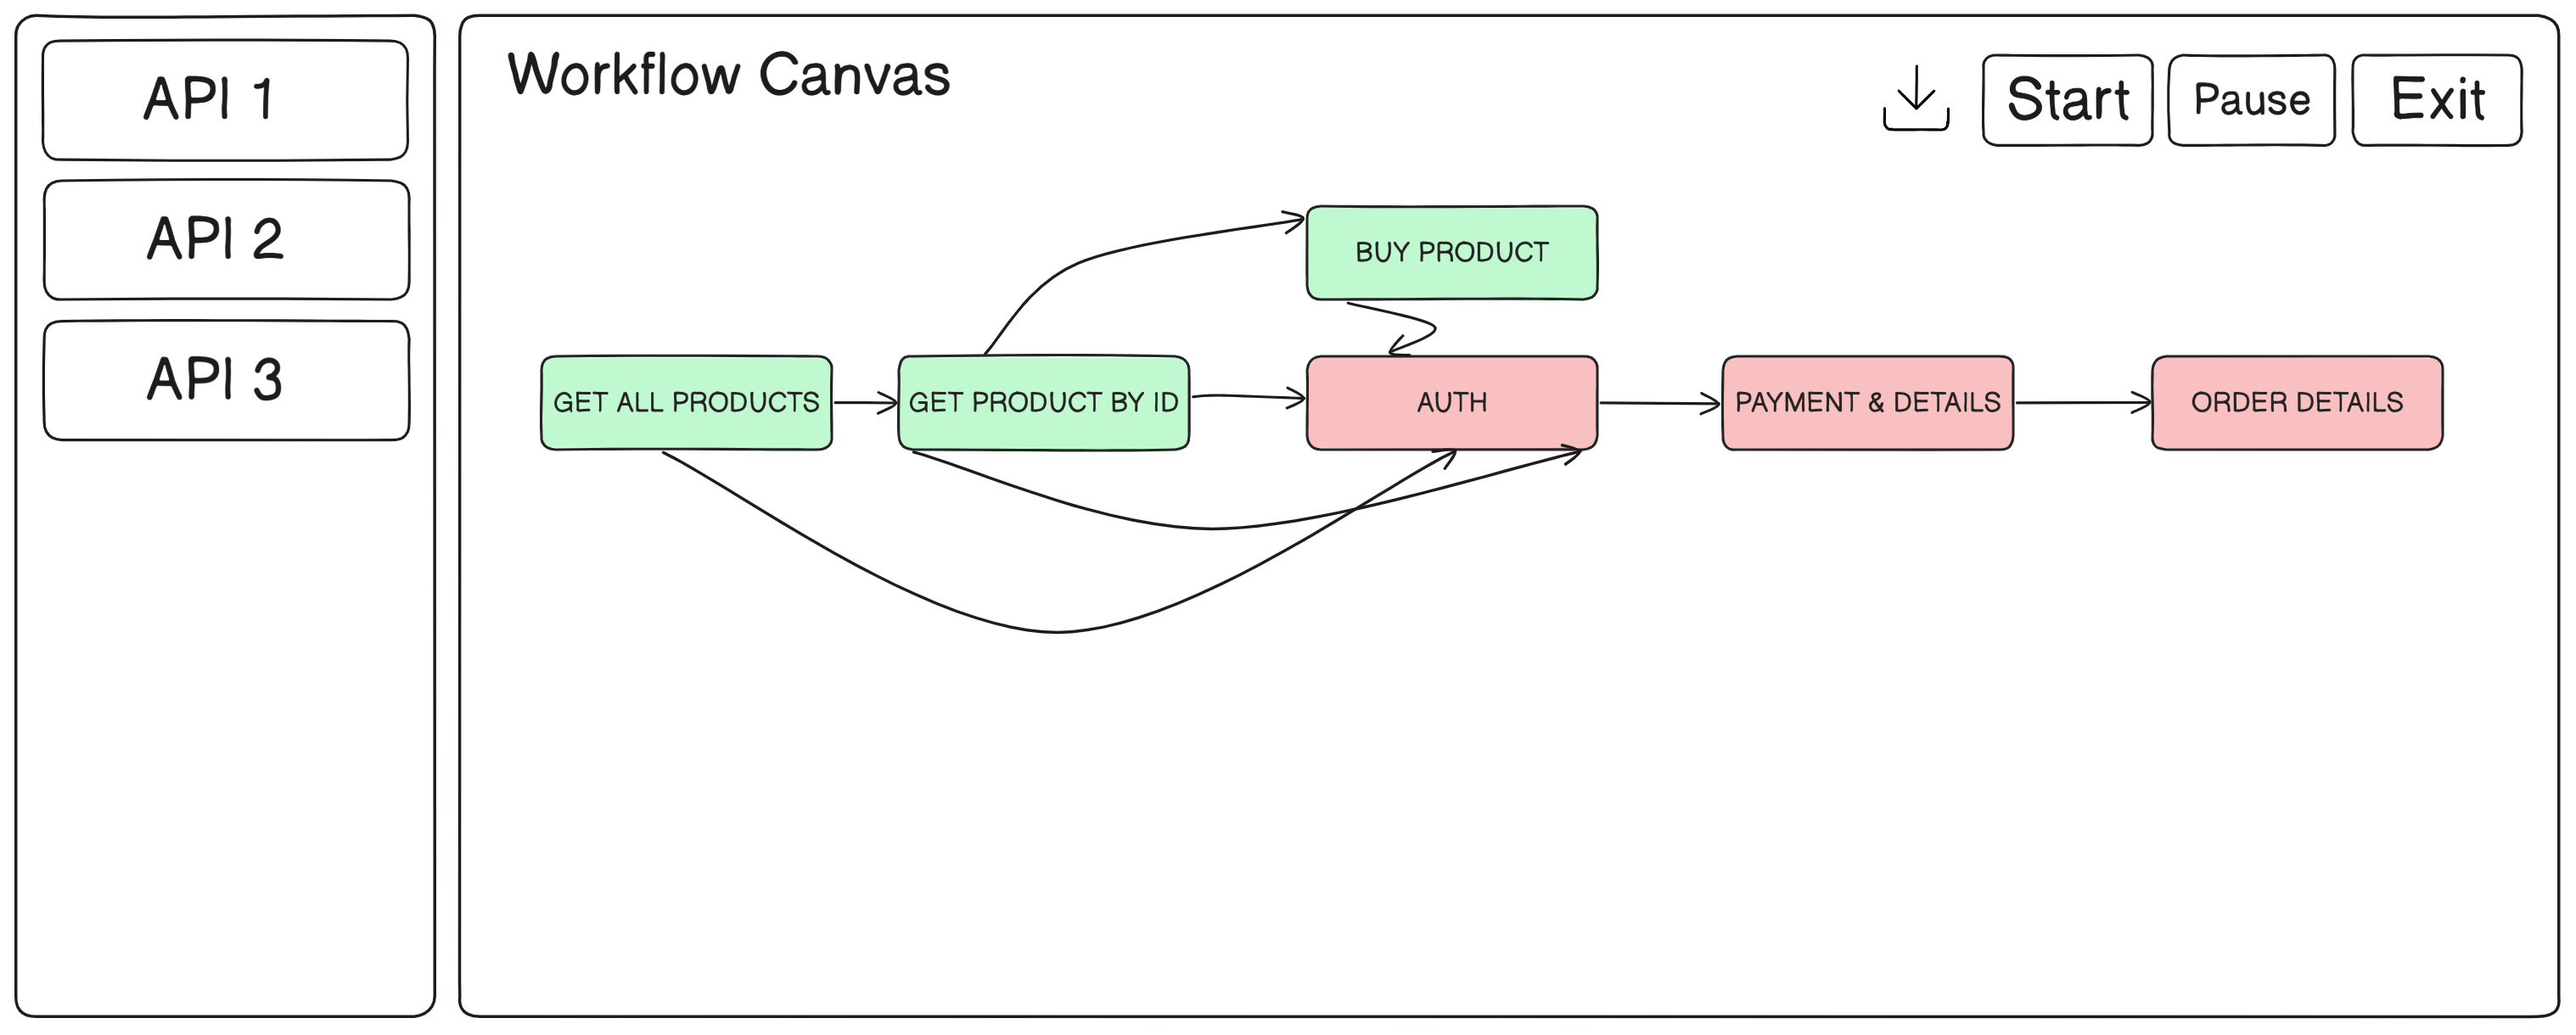 API 1
API 2
API 3
Workflow Canvas
Start
Pause
Exit
BUY PRODUCT
GET ALL PRODUCTS
GET PRODUCT BY ID
AUTH
PAYMENT & DETAILS
ORDER DETAILS